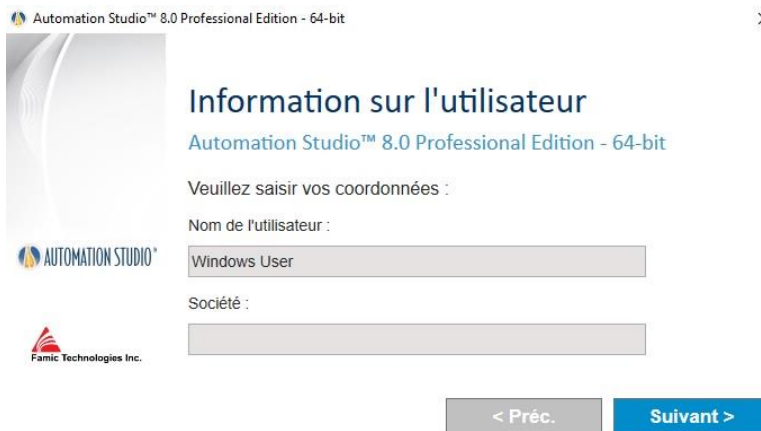 Automation Studio™ 8.0 Professional Edition - 64-bit
Information sur l'utilisateur
Automation Studio™ 8.0 Professional Edition - 64-bit
Veuillez saisir vos coordonnées :
Nom de l'utilisateur :
AUTOMATION STUDIO®
Windows User
Société :
Famic Technologies Inc.
< Préc.
Suivant >